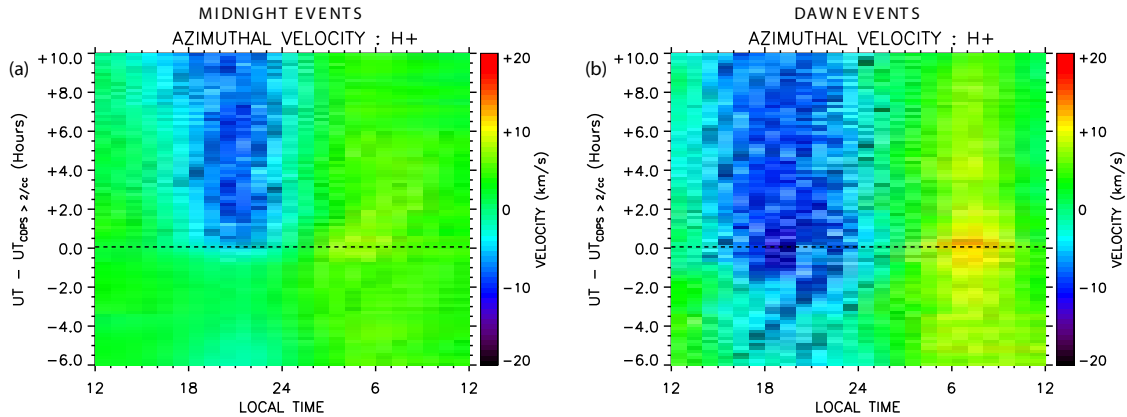 MIDNIGHT EVENTS
AZIMUTHAL VELOCITY : H+
(a)
+10.0
+8.0
+6.0
+4.0
+2.0
0.0
−2.0
−4.0
−6.0
UT − UT CDPS > 2/cc (Hours)
12 18 24 6 12
LOCAL TIME
+20
+10
0
−10
−20
VELOCITY (km/s)
DAWN EVENTS
AZIMUTHAL VELOCITY : H+
(b)
+10.0
+8.0
+6.0
+4.0
+2.0
0.0
−2.0
−4.0
−6.0
UT − UT CDPS > 2/cc (Hours)
12 18 24 6 12
LOCAL TIME
+20
+10
0
−10
−20
VELOCITY (km/s)